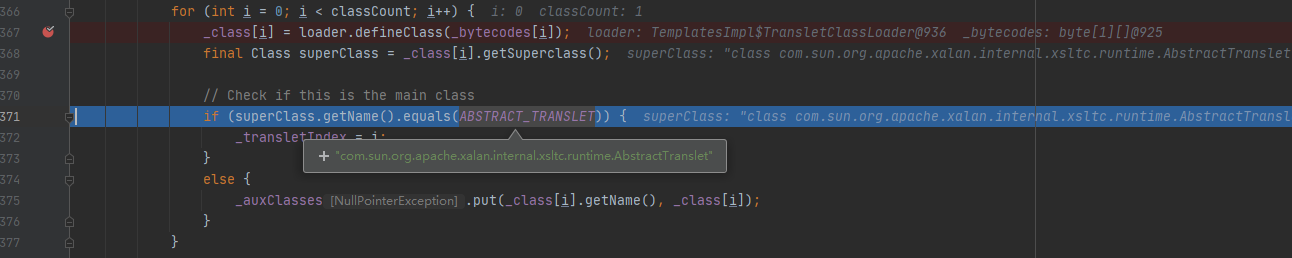 366 for (int i = 0; i < classCount; i++) { i: 0 classCount: 1
367 _class[i] = loader.defineClass(_bytecodes[i]); loader: TemplatesImpl$TransletClassLoader@936 _bytecodes: byte[1][]@925
368 final Class superClass = _class[i].getSuperclass(); superClass: "class com.sun.org.apache.xalan.internal.xsltc.runtime.AbstractTranslet
369
370 // Check if this is the main class
371 if (superClass.getName().equals(ABSTRACT_TRANSLET)) { superClass: "class com.sun.org.apache.xalan.internal.xsltc.runtime.AbstractTransl
372 _transletIndex = i;
+ "com.sun.org.apache.xalan.internal.xsltc.runtime.AbstractTranslet"
373 }
374 else {
375 _auxClasses [NullPointerException] .put(_class[i].getName(), _class[i]);
376 }
377 }